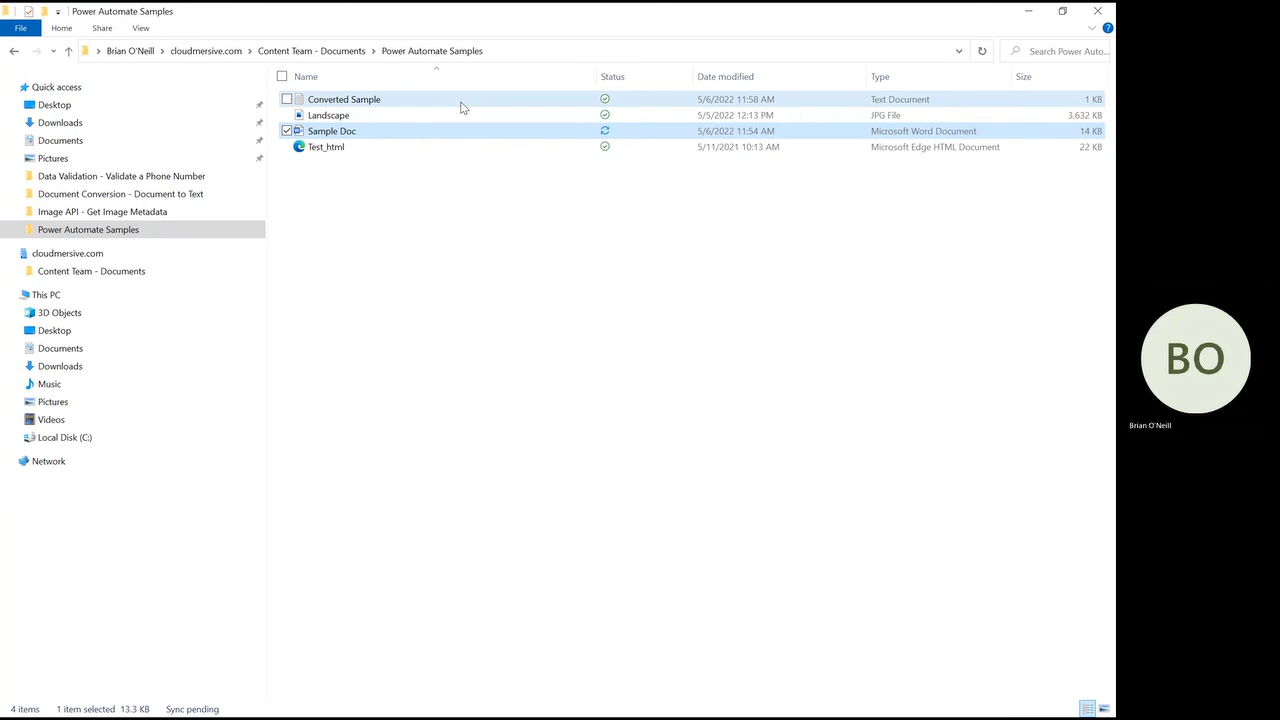 Power Automate Samples
File Home Share View
Brian O'Neill cloudmersive.com Content Team - Documents Power Automate Samples Search Power Auto...
Name Status Date modified Type Size
Quick access
Desktop
Downloads
Documents
Pictures
Data Validation - Validate a Phone Number
Document Conversion - Document to Text
Image API - Get Image Metadata
Power Automate Samples
cloudmersive.com
Content Team - Documents
This PC
3D Objects
Desktop
Documents
Downloads
Music
Pictures
Videos
Local Disk (C:)
Network
Converted Sample 5/6/2022 11:58 AM Text Document 1 KB
Landscape 5/5/2022 12:13 PM JPG File 3,632 KB
Sample Doc 5/6/2022 11:54 AM Microsoft Word Document 14 KB
Test_html 5/11/2021 10:13 AM Microsoft Edge HTML Document 22 KB
4 items 1 item selected 13.3 KB Sync pending
BO
Brian O'Neill